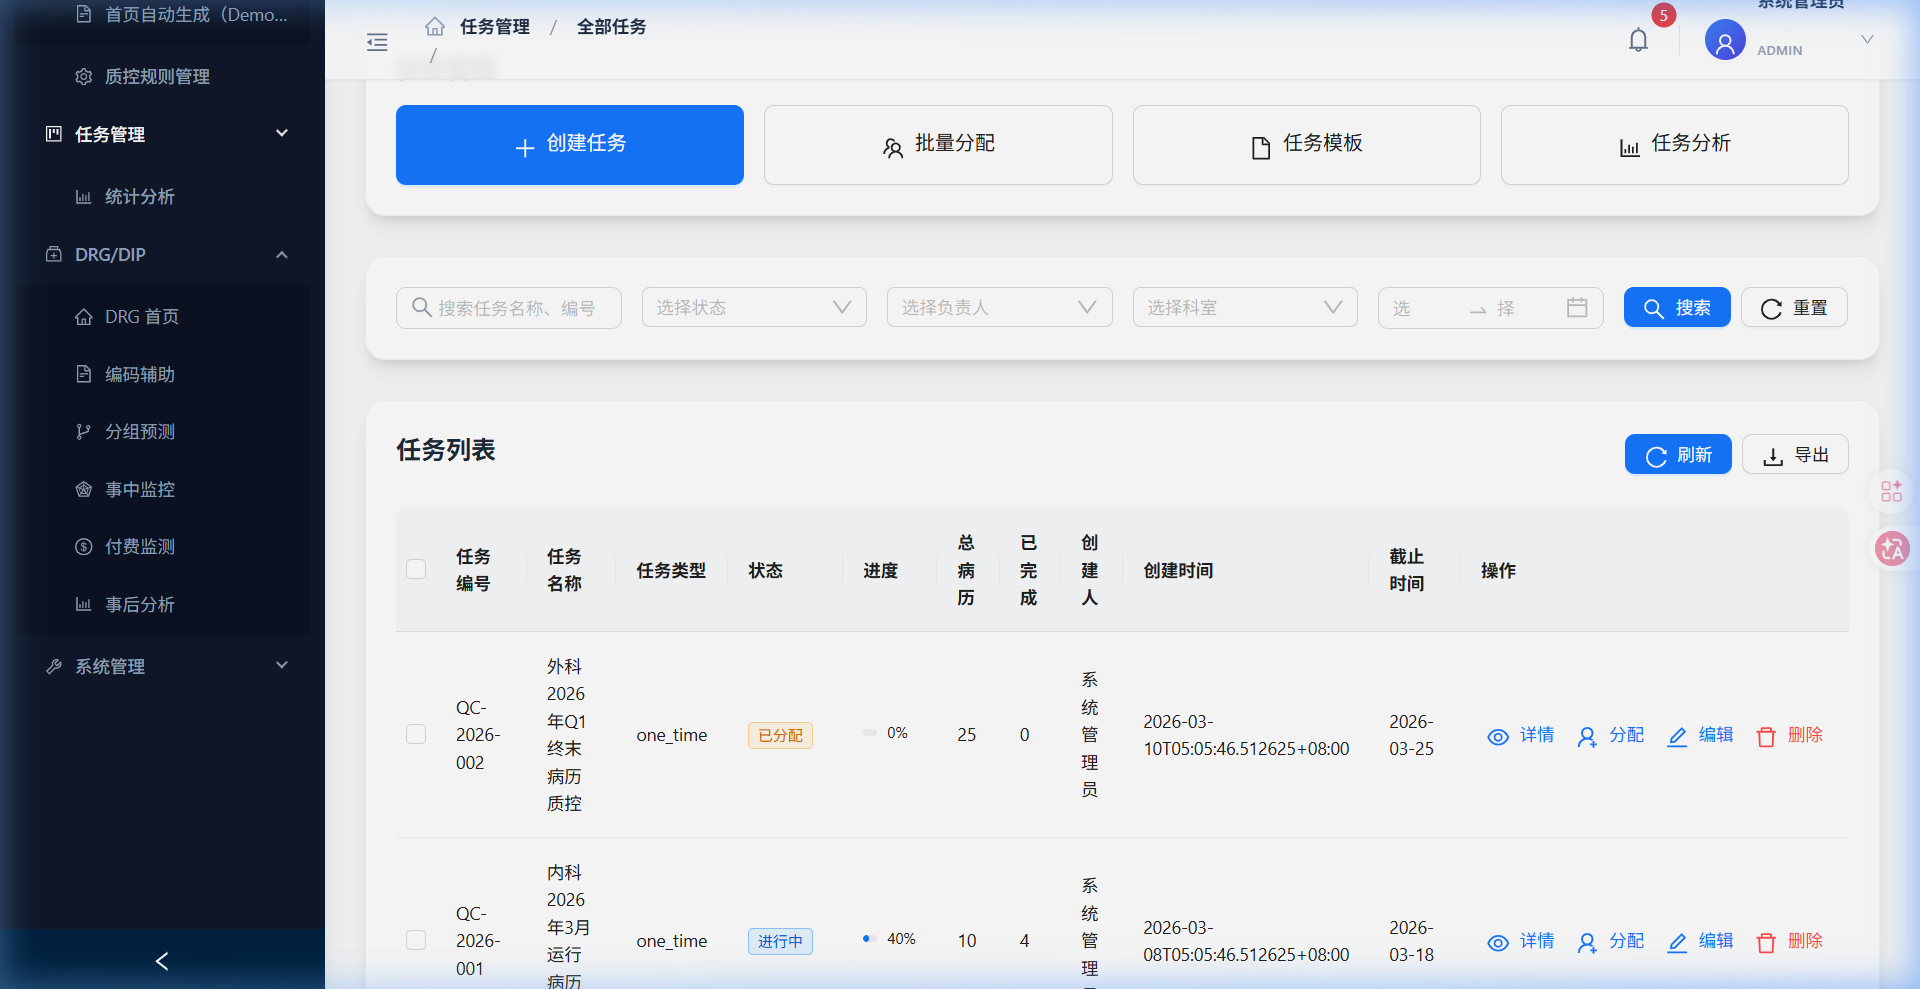 首页自动生成（Demo...
质控规则管理
任务管理
统计分析
DRG/DIP
DRG 首页
编码辅助
分组预测
事中监控
付费监测
事后分析
系统管理
任务管理 / 全部任务
/
5
系统管理员
ADMIN
创建任务
批量分配
任务模板
任务分析
搜索任务名称、编号
选择状态
选择负责人
选择科室
选 择
搜索
重置
任务列表
刷新
导出
任务
编号
任务
名称
任务类型
状态
进度
总
病
历
已
完
成
创
建
人
创建时间
截止
时间
操作
QC-
2026-
002
外科
2026
年Q1
终末
病历
质控
one_time
已分配
0%
25
0
系
统
管
理
员
2026-03-
10T05:05:46.512625+08:00
2026-
03-25
详情
分配
编辑
删除
QC-
2026-
001
内科
2026
年3月
运行
病历
one_time
进行中
40%
10
4
系
统
管
理
2026-03-
08T05:05:46.512625+08:00
2026-
03-18
详情
分配
编辑
删除